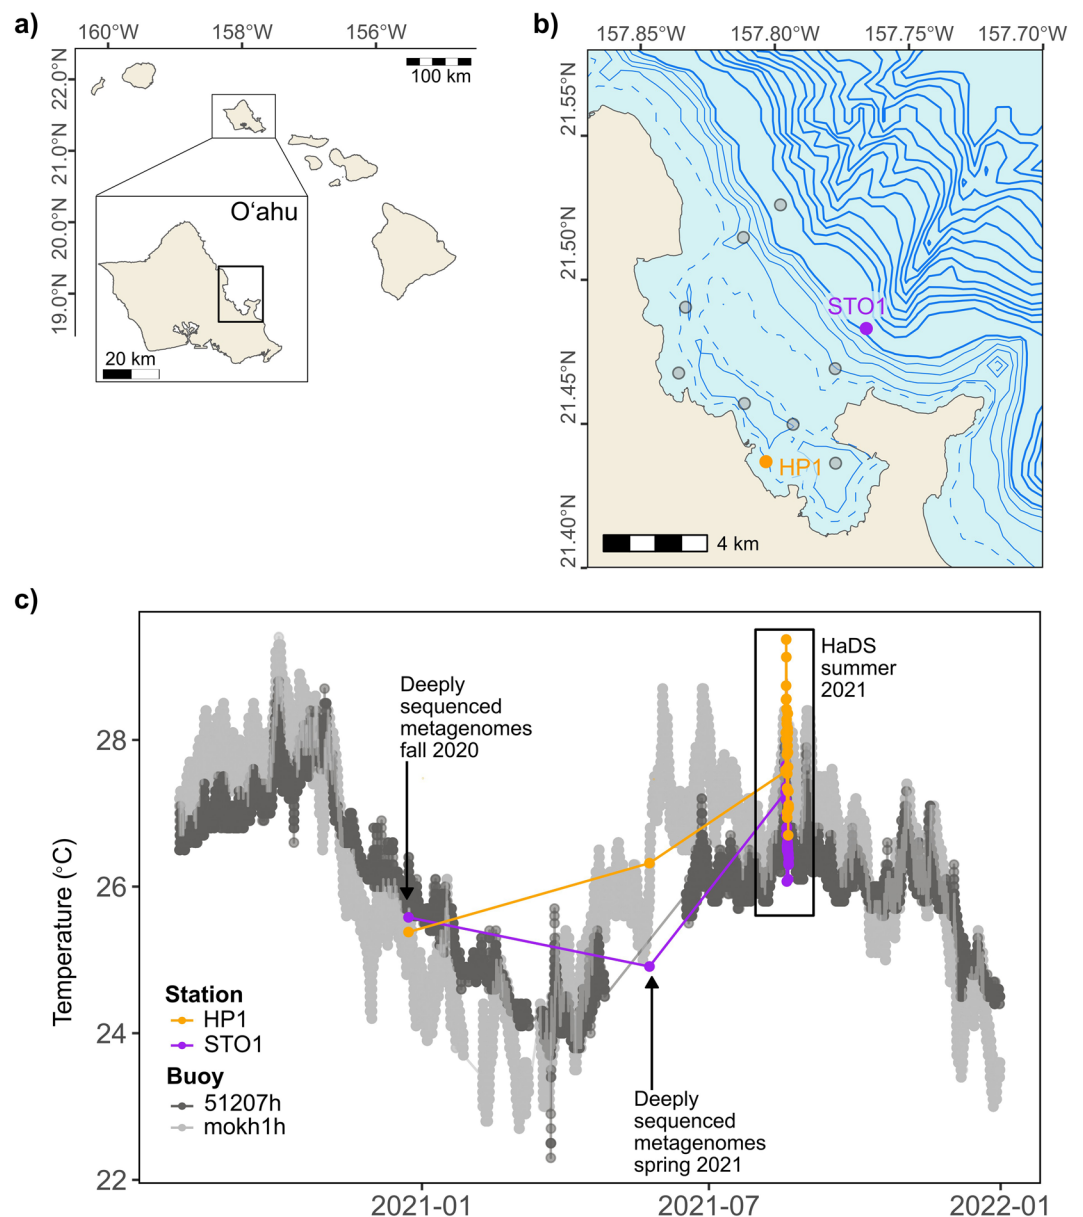 a)
160°W 158°W 156°W
22.0°N
21.0°N
20.0°N
19.0°N
100 km
Oʻahu
20 km
b)
157.85°W 157.80°W 157.75°W 157.70°W
21.55°N
21.50°N
21.45°N
21.40°N
STO1
HP1
4 km
c)
Temperature (°C)
28
26
24
22
Deeply
sequenced
metagenomes
fall 2020
HaDS
summer
2021
Deeply
sequenced
metagenomes
spring 2021
Station
HP1
STO1
Buoy
51207h
mokh1h
2021-01 2021-07 2022-01